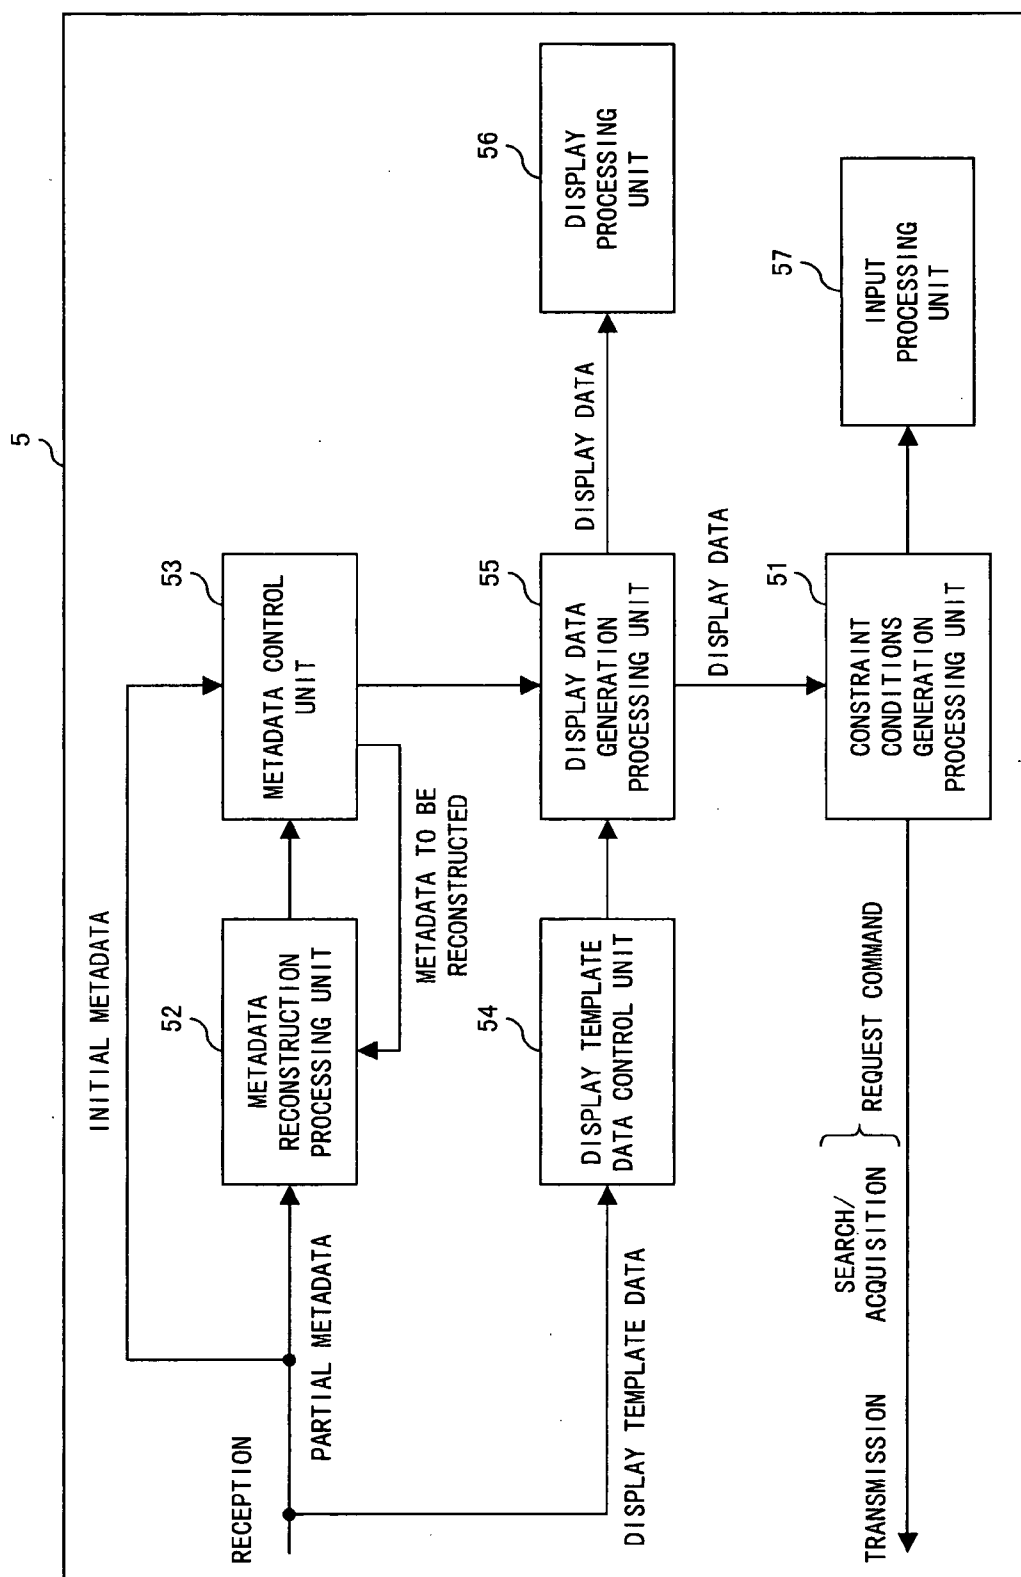 5
INITIAL METADATA
RECEPTION
PARTIAL METADATA
52
METADATA
RECONSTRUCTION
PROCESSING UNIT
53
METADATA CONTROL
UNIT
METADATA TO BE
RECONSTRUCTED
DISPLAY TEMPLATE DATA
54
DISPLAY TEMPLATE
DATA CONTROL UNIT
55
DISPLAY DATA
GENERATION
PROCESSING UNIT
DISPLAY DATA
56
DISPLAY
PROCESSING
UNIT
DISPLAY DATA
TRANSMISSION
SEARCH/
ACQUISITION
REQUEST COMMAND
51
CONSTRAINT
CONDITIONS
GENERATION
PROCESSING UNIT
57
INPUT
PROCESSING
UNIT